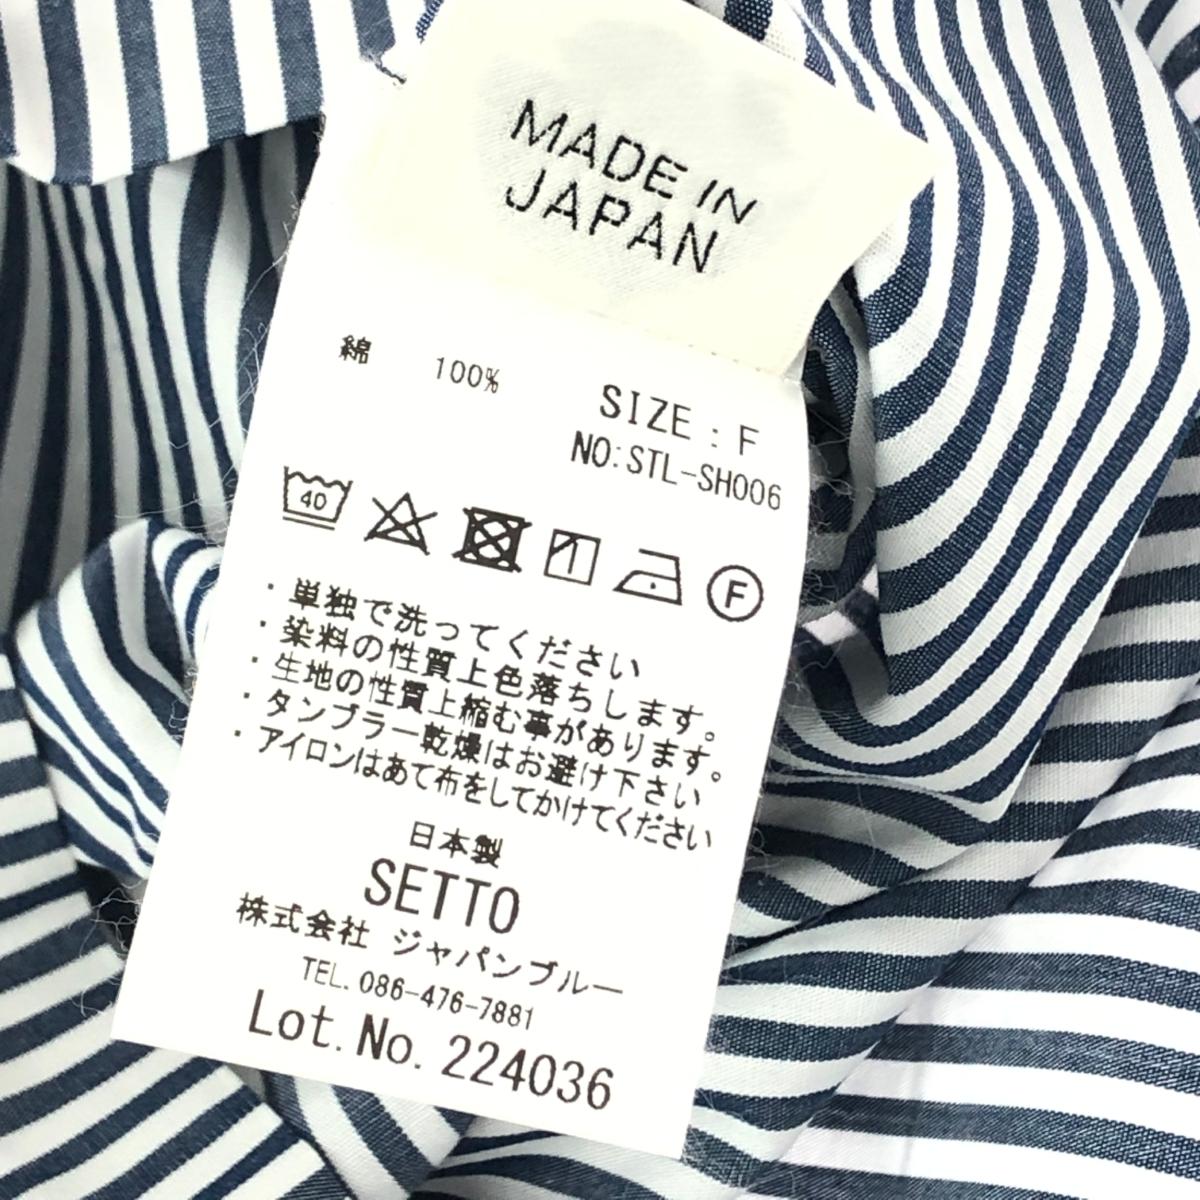 MADE IN
JAPAN
綿 100%
SIZE : F
NO:STL-SH006
40
F
・単独で洗ってください
・染料の性質上色落ちします。
・生地の性質上縮む事があります。
・タンブラー乾燥はお避け下さい
・アイロンはあて布をしてかけてください
日本製
SETTO
株式会社 ジャパンブルー
TEL. 086-476-7881
Lot.No. 224036